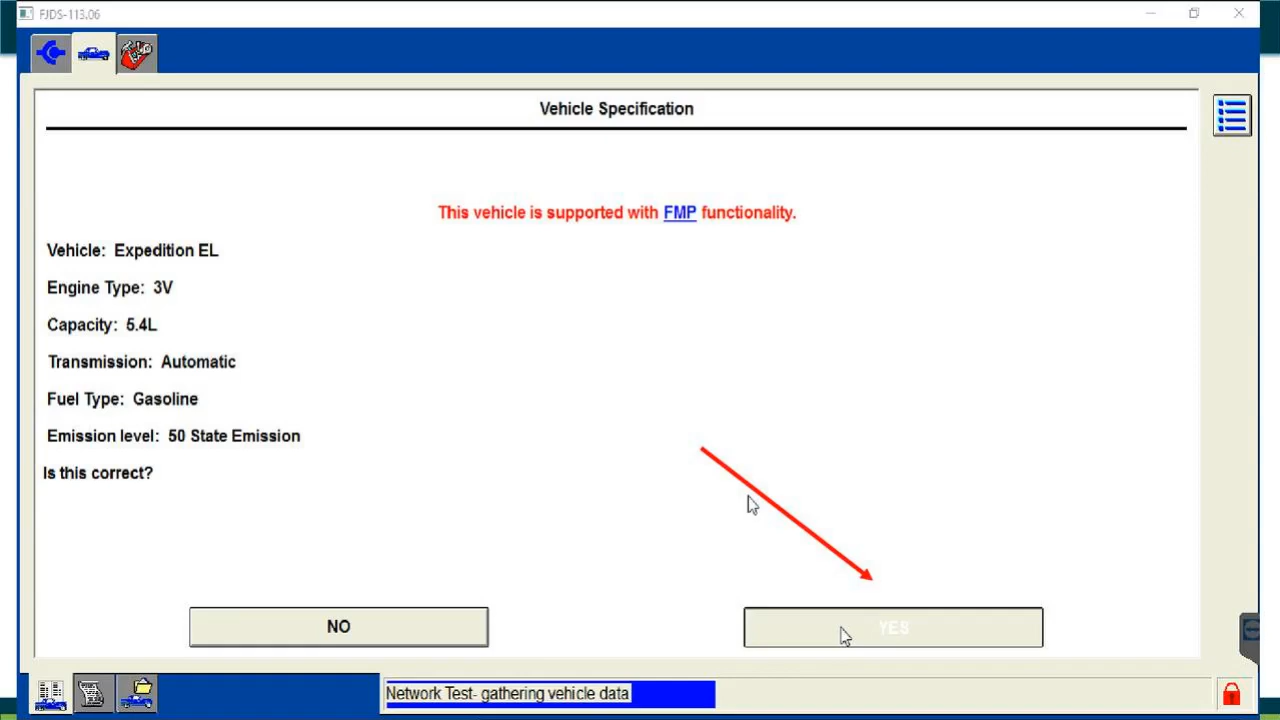 FJDS-113.06
Vehicle Specification
This vehicle is supported with FMP functionality.
Vehicle: Expedition EL
Engine Type: 3V
Capacity: 5.4L
Transmission: Automatic
Fuel Type: Gasoline
Emission level: 50 State Emission
Is this correct?
NO
YES
Network Test- gathering vehicle data